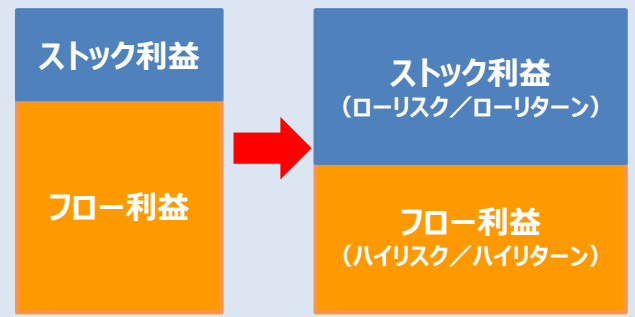 ストック利益
フロー利益
ストック利益
（ローリスク／ローリターン）
フロー利益
（ハイリスク／ハイリターン）